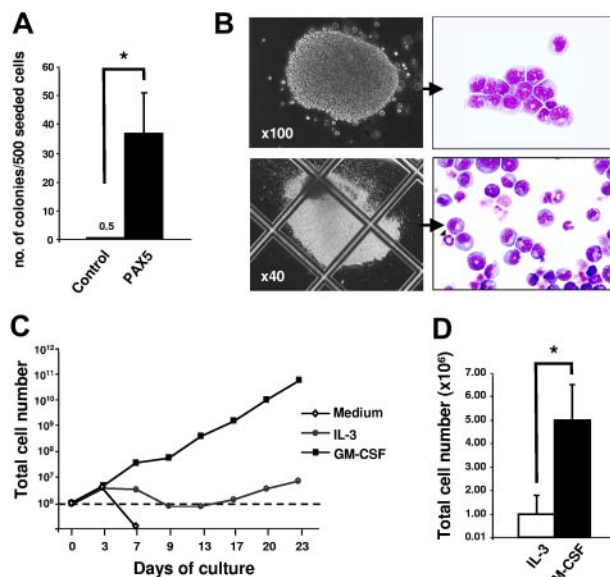 A
no. of colonies/500 seeded cells
*
60
50
40
30
20
10
0
0.5
Control
PAX5
B
x100
x40
C
Total cell number
10¹²
10¹¹
10¹⁰
10⁹
10⁸
10⁷
10⁶
0 3 7 9 13 17 20 23
Days of culture
Medium
IL-3
GM-CSF
D
Total cell number (x10⁶)
*
7.00
6.00
5.00
4.00
3.00
2.00
1.00
0.01
IL-3
GM-CSF